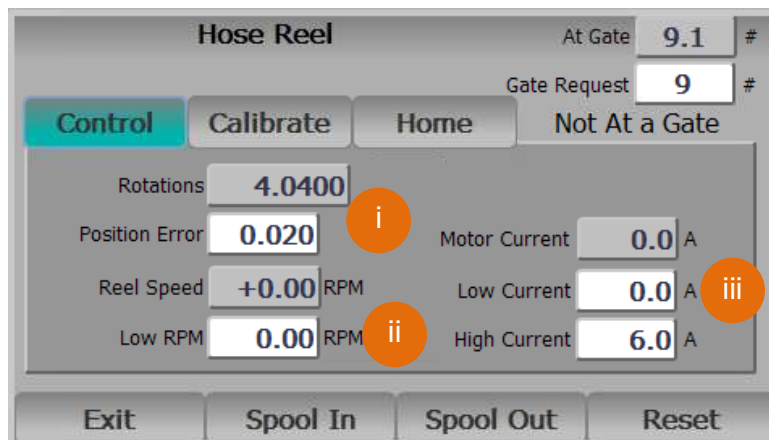 Hose Reel
At Gate 9.1 #
Gate Request 9 #
Control Calibrate Home Not At a Gate
Rotations 4.0400
i
Position Error 0.020
Motor Current 0.0 A
Reel Speed +0.00 RPM
Low Current 0.0 A iii
Low RPM 0.00 RPM ii
High Current 6.0 A
Exit Spool In Spool Out Reset